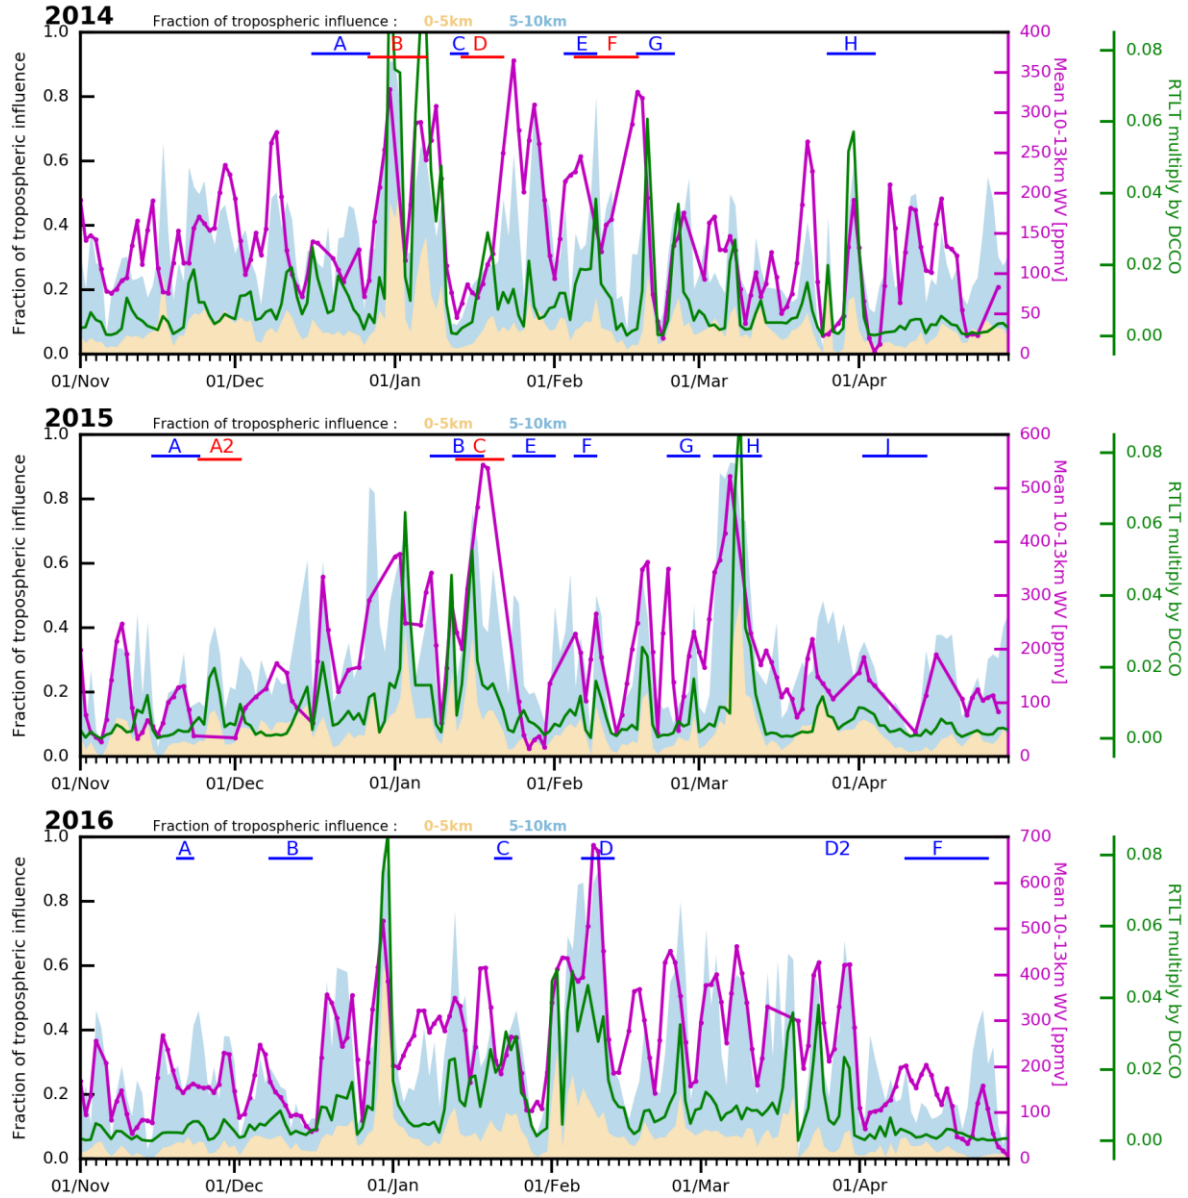 2014
Fraction of tropospheric influence : 0-5km 5-10km
A B C D E F G H
1.0 0.8 0.6 0.4 0.2 0.0
Fraction of tropospheric influence
400 350 300 250 200 150 100 50 0
Mean 10-13km WV [ppmv]
0.08 0.06 0.04 0.02 0.00
RTLT multiply by DCCO
01/Nov 01/Dec 01/Jan 01/Feb 01/Mar 01/Apr
2015
Fraction of tropospheric influence : 0-5km 5-10km
A A2 B C E F G H J
1.0 0.8 0.6 0.4 0.2 0.0
Fraction of tropospheric influence
600 500 400 300 200 100 0
Mean 10-13km WV [ppmv]
0.08 0.06 0.04 0.02 0.00
RTLT multiply by DCCO
01/Nov 01/Dec 01/Jan 01/Feb 01/Mar 01/Apr
2016
Fraction of tropospheric influence : 0-5km 5-10km
A B C D D2 F
1.0 0.8 0.6 0.4 0.2 0.0
Fraction of tropospheric influence
700 600 500 400 300 200 100 0
Mean 10-13km WV [ppmv]
0.08 0.06 0.04 0.02 0.00
RTLT multiply by DCCO
01/Nov 01/Dec 01/Jan 01/Feb 01/Mar 01/Apr